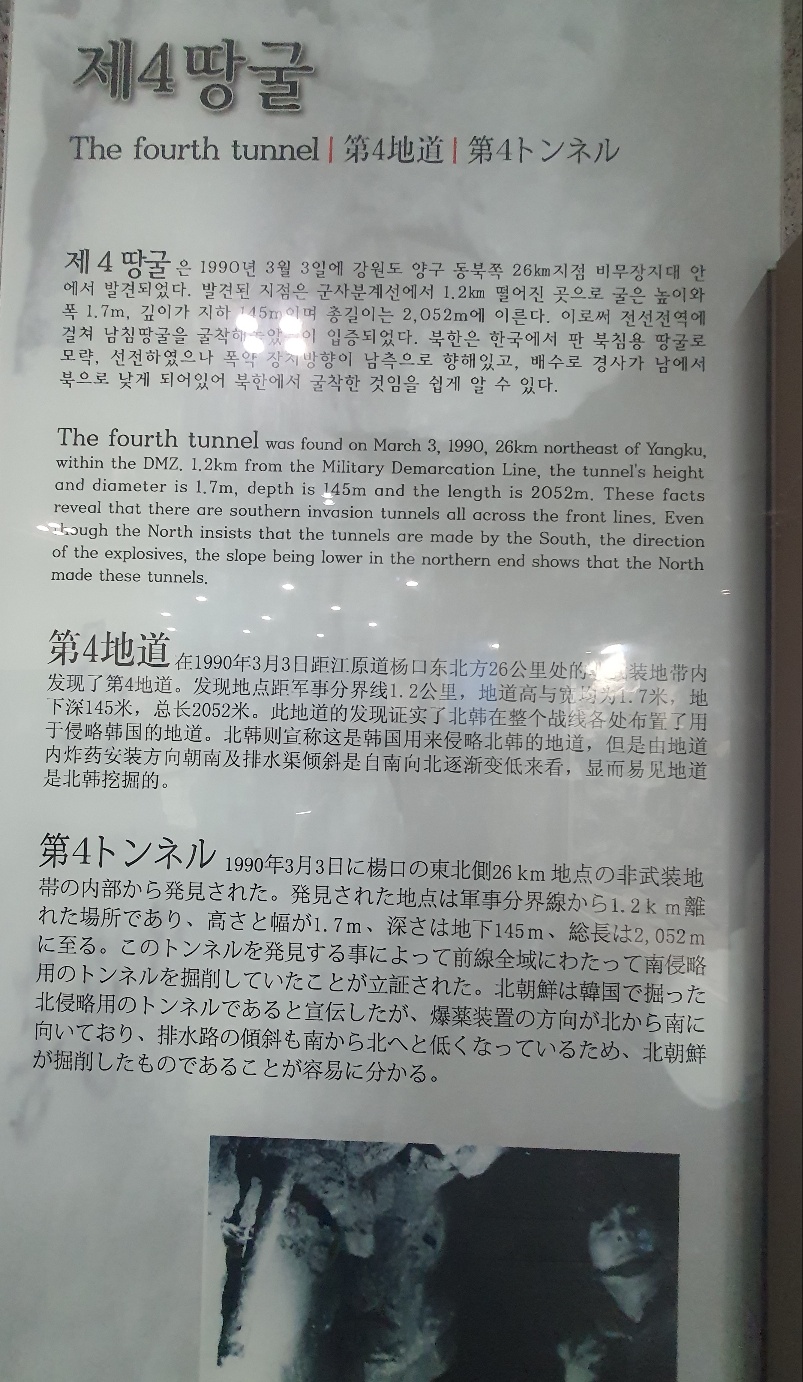 제4땅굴
The fourth tunnel | 第4地道 | 第4トンネル
제 4 땅굴은 1990년 3월 3일에 강원도 양구 동북쪽 26km지점 비무장지대 안
에서 발견되었다. 발견된 지점은 군사분계선에서 1.2km 떨어진 곳으로 굴은 높이와
폭 1.7m, 깊이가 지하 145m이며 총길이는 2,052m에 이른다. 이로써 전선전역에
걸쳐 남침땅굴을 굴착해 입증되었다. 북한은 한국에서 판 북침용 땅굴로
모략, 선전하였으나 폭약 장치방향이 남측으로 향해있고, 배수로 경사가 남에서
북으로 낮게 되어있어 북한에서 굴착한 것임을 쉽게 알 수 있다.
The fourth tunnel was found on March 3, 1990, 26km northeast of Yangku,
within the DMZ. 1.2km from the Military Demarcation Line, the tunnel's height
and diameter is 1.7m, depth is 145m and the length is 2052m. These facts
reveal that there are southern invasion tunnels all across the front lines. Even
though the North insists that the tunnels are made by the South, the direction
of the explosives, the slope being lower in the northern end shows that the North
made these tunnels.
第4地道 在1990年3月3日距江原道杨口东北方26公里处的 装地带内
发现了第4地道。发现地点距军事分界线1.2公里，地道高与宽均为1.7米，地
下深145米，总长2052米。此地道的发现证实了北韩在整个战线各处布置了用
于侵略韩国的地道。北韩则宣称这是韩国用来侵略北韩的地道，但是由地道
内炸药安装方向朝南及排水渠倾斜是自南向北逐渐变低来看，显而易见地道
是北韩挖掘的。
第4トンネル 1990年3月3日に楊口の東北側26 km 地点の非武装地
帯の内部から発見された。発見された地点は軍事分界線から1.2ｋｍ離
れた場所であり、高さと幅が1.7m、深さは地下145m、総長は2,052m
に至る。このトンネルを発見する事によって前線全域にわたって南侵略
用のトンネルを掘削していたことが立証された。北朝鮮は韓国で掘った
北侵略用のトンネルであると宣伝したが、爆薬装置の方向が北から南に
向いており、排水路の傾斜も南から北へと低くなっているため、北朝鮮
が掘削したものであることが容易に分かる。